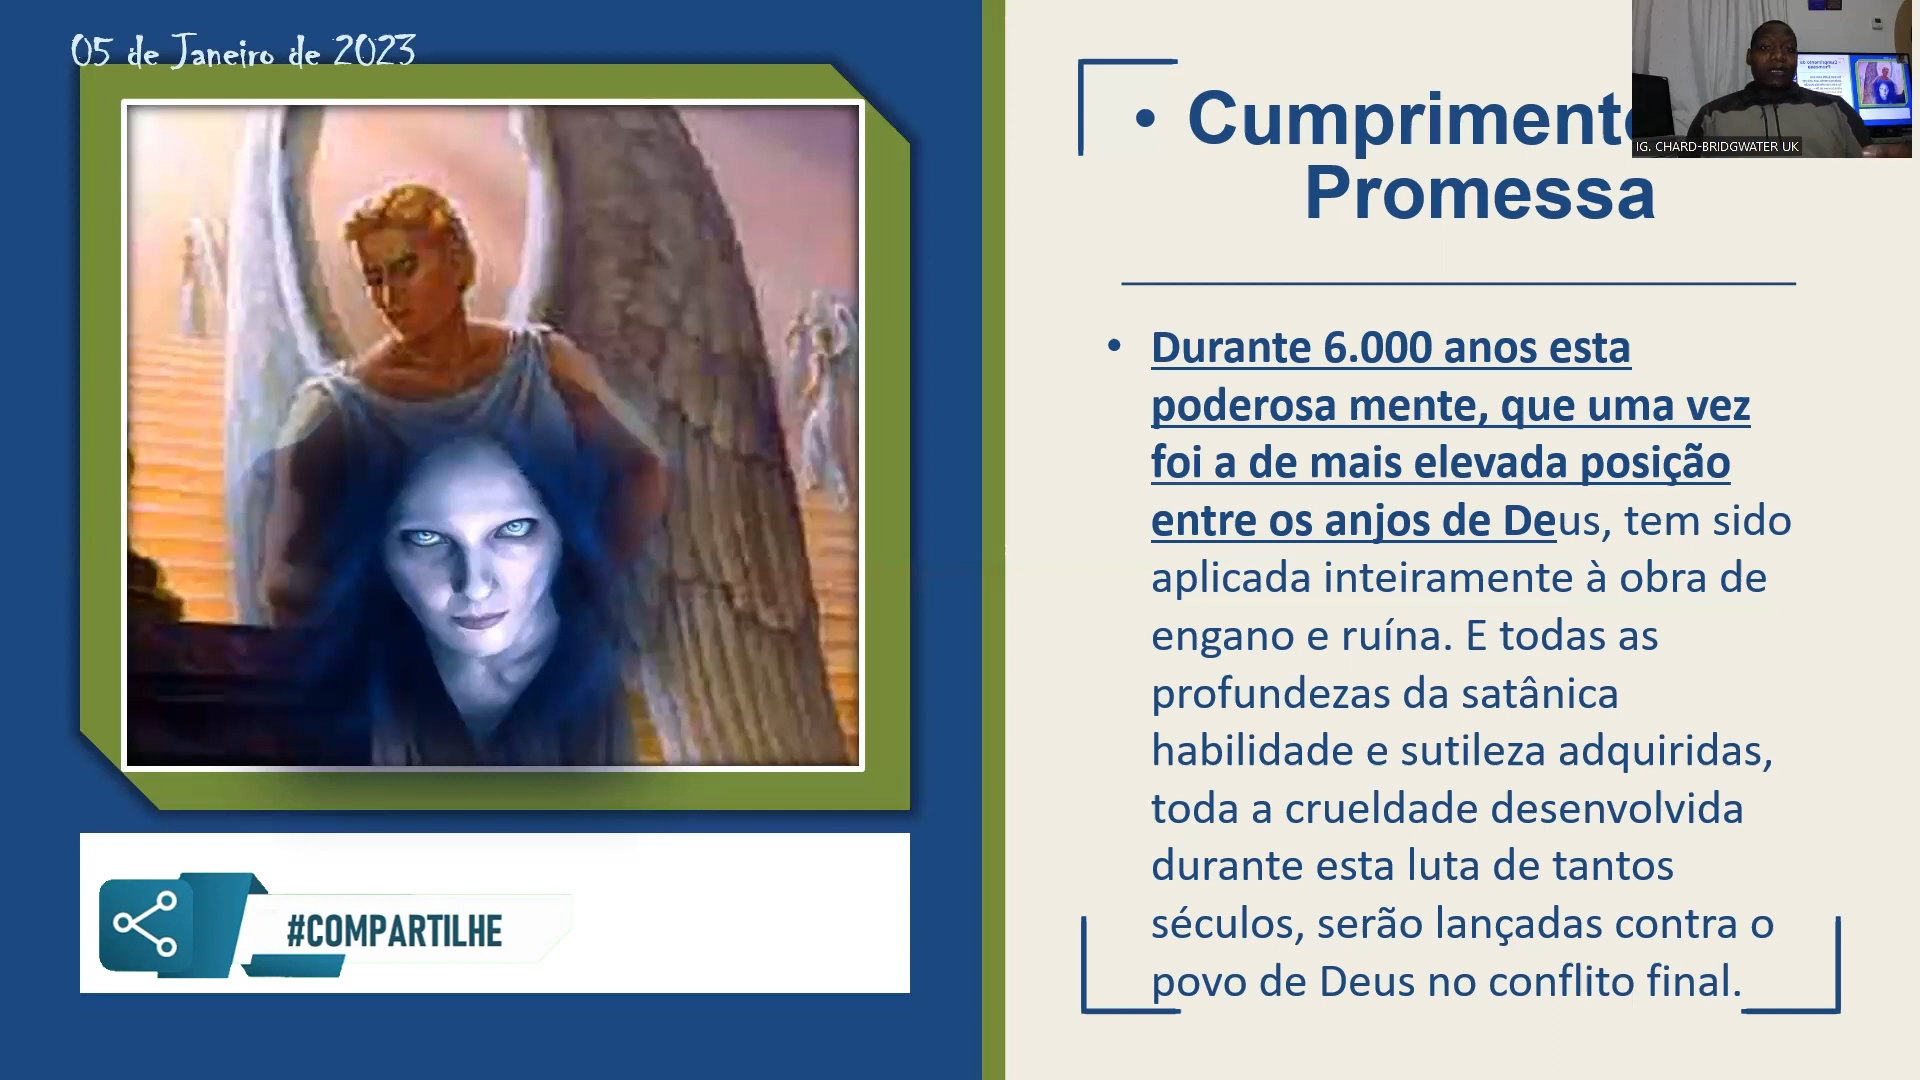 05 de Janeiro de 2023
• Cumprimento
Promessa
IG. CHARD-BRIDGWATER UK
• Durante 6.000 anos esta
poderosa mente, que uma vez
foi a de mais elevada posição
entre os anjos de Deus, tem sido
aplicada inteiramente à obra de
engano e ruína. E todas as
profundezas da satânica
habilidade e sutileza adquiridas,
toda a crueldade desenvolvida
durante esta luta de tantos
séculos, serão lançadas contra o
povo de Deus no conflito final.
#COMPARTILHE